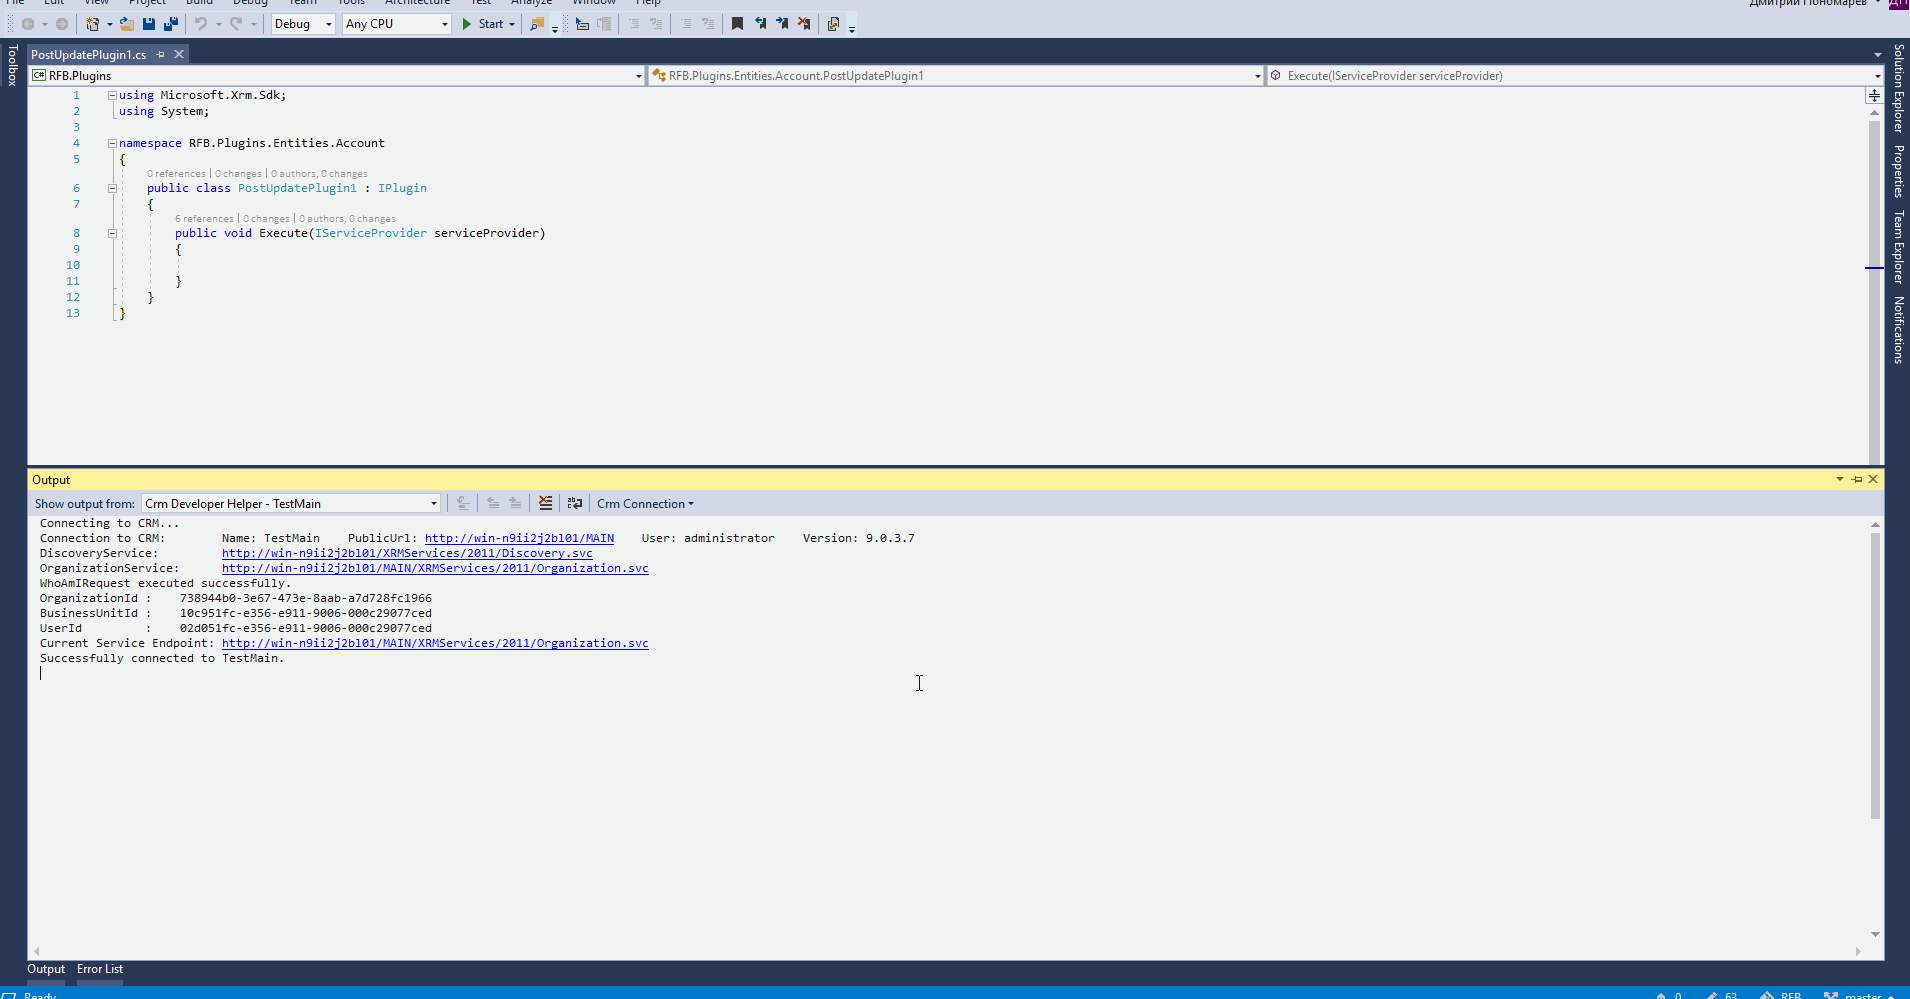 File Edit View Project Build Debug Team Tools Architecture Test Analyze Window Help Дмитрий Пономарев ДП
Debug Any CPU Start
Toolbox
PostUpdatePlugin1.cs
C# RFB.Plugins RFB.Plugins.Entities.Account.PostUpdatePlugin1 Execute(IServiceProvider serviceProvider)
1 using Microsoft.Xrm.Sdk;
2 using System;
3
4 namespace RFB.Plugins.Entities.Account
5 {
0 references | 0 changes | 0 authors, 0 changes
6 public class PostUpdatePlugin1 : IPlugin
7 {
6 references | 0 changes | 0 authors, 0 changes
8 public void Execute(IServiceProvider serviceProvider)
9 {
10
11 }
12 }
13 }
Solution Explorer
Properties
Team Explorer
Notifications
Output
Show output from: Crm Developer Helper - TestMain Crm Connection
Connecting to CRM...
Connection to CRM: Name: TestMain PublicUrl: http://win-n9ii2j2bl01/MAIN User: administrator Version: 9.0.3.7
DiscoveryService: http://win-n9ii2j2bl01/XRMServices/2011/Discovery.svc
OrganizationService: http://win-n9ii2j2bl01/MAIN/XRMServices/2011/Organization.svc
WhoAmIRequest executed successfully.
OrganizationId : 738944b0-3e67-473e-8aab-a7d728fc1966
BusinessUnitId : 10c951fc-e356-e911-9006-000c29077ced
UserId : 02d051fc-e356-e911-9006-000c29077ced
Current Service Endpoint: http://win-n9ii2j2bl01/MAIN/XRMServices/2011/Organization.svc
Successfully connected to TestMain.
Output Error List
Ready 0 63 RFB master